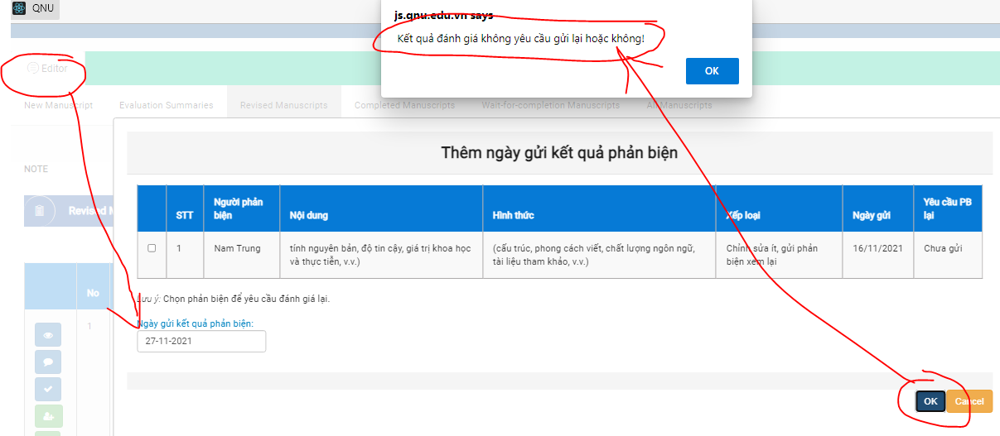 QNU
js.qnu.edu.vn says
Kết quả đánh giá không yêu cầu gửi lại hoặc không!
OK
Editor
New Manuscript
Evaluation Summaries
Revised Manuscripts
Completed Manuscripts
Wait-for-completion Manuscripts
All Manuscripts
Thêm ngày gửi kết quả phản biện
NOTE
Revised M
STT
Người phản
biện
Nội dung
Hình thức
Xếp loại
Ngày gửi
Yêu cầu PB
lại
1
Nam Trung
tính nguyên bản, độ tin cậy, giá trị khoa học
và thực tiễn, v.v.)
(cấu trúc, phong cách viết, chất lượng ngôn ngữ,
tài liệu tham khảo, v.v.)
Chỉnh sửa ít, gửi phản
biện xem lại
16/11/2021
Chưa gửi
No
1
Lưu ý: Chọn phản biện để yêu cầu đánh giá lại.
Ngày gửi kết quả phản biện:
27-11-2021
OK
Cancel